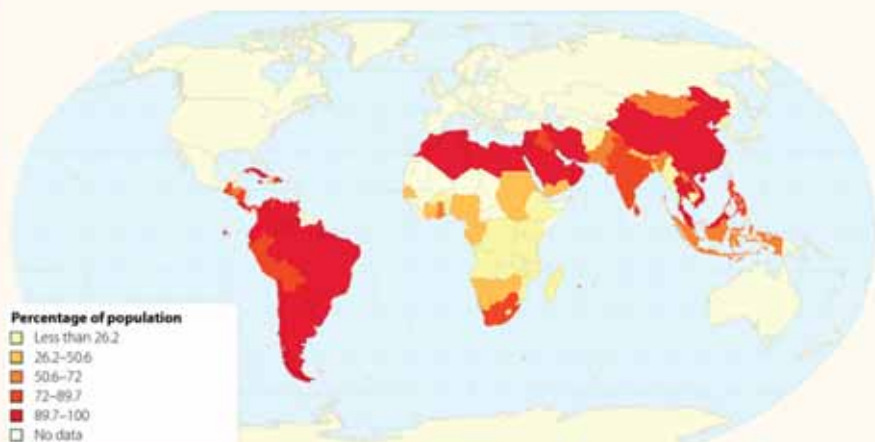 Percentage of population
Less than 26.2
26.2–50.6
50.6–72
72–89.7
89.7–100
No data